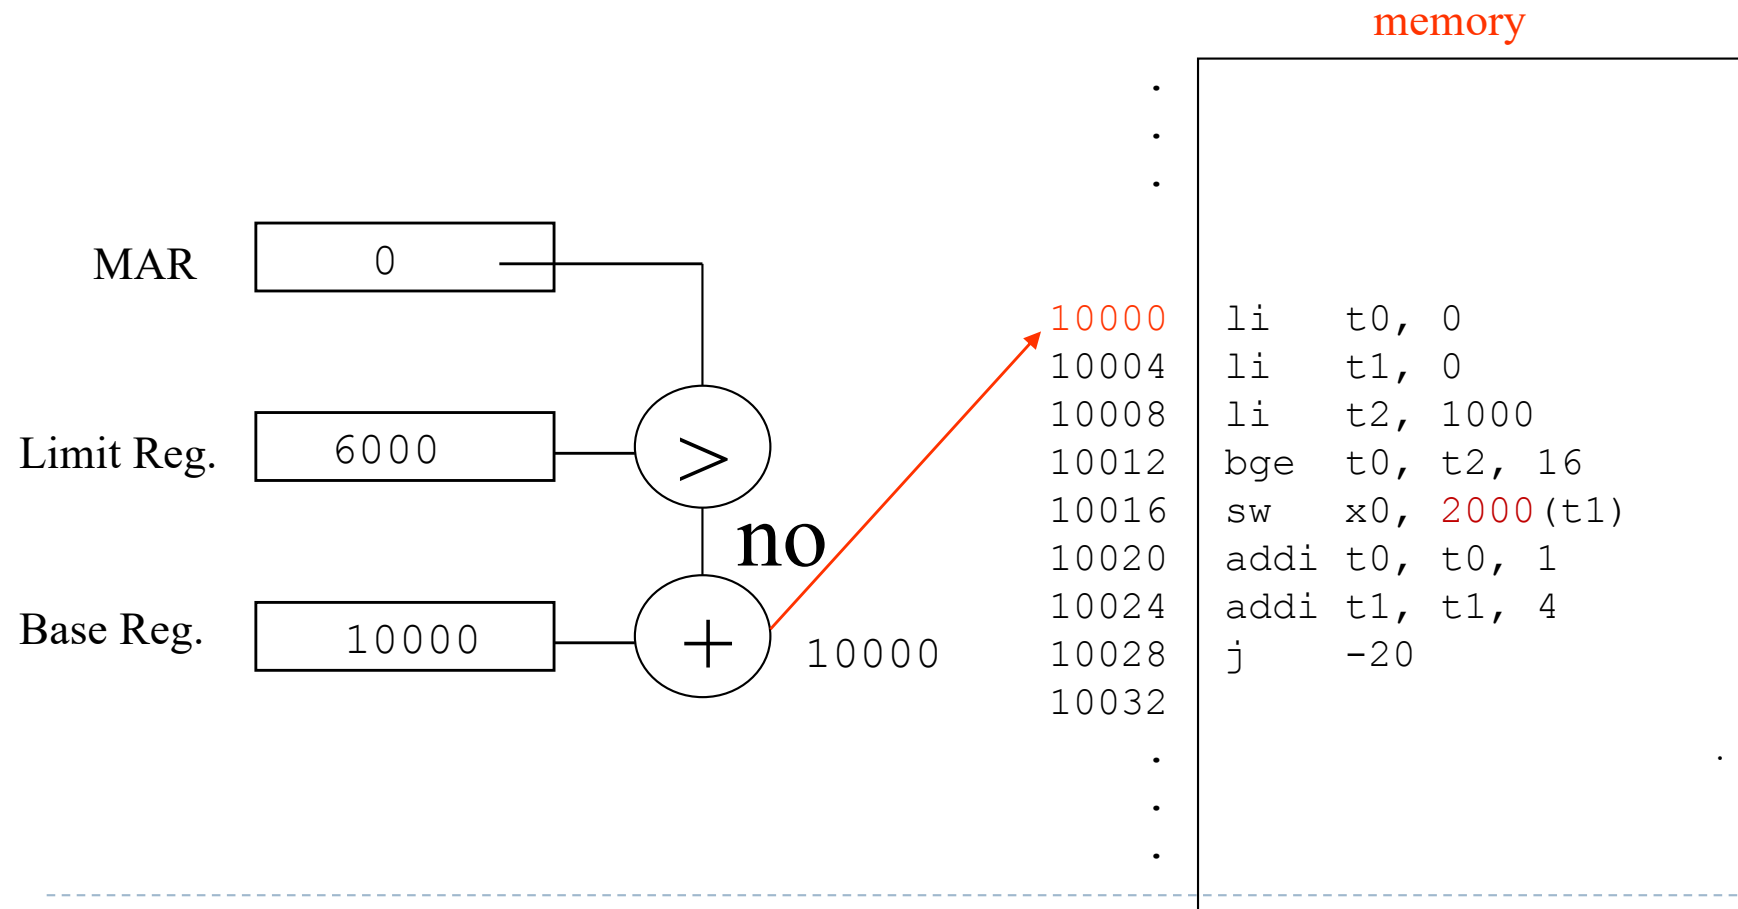 memory
.
.
.
MAR 0
10000 li t0, 0
10004 li t1, 0
10008 li t2, 1000
Limit Reg. 6000 >
10012 bge t0, t2, 16
10016 sw x0, 2000(t1)
no
10020 addi t0, t0, 1
10024 addi t1, t1, 4
Base Reg. 10000 + 10000
10028 j -20
10032
.
.
.
.